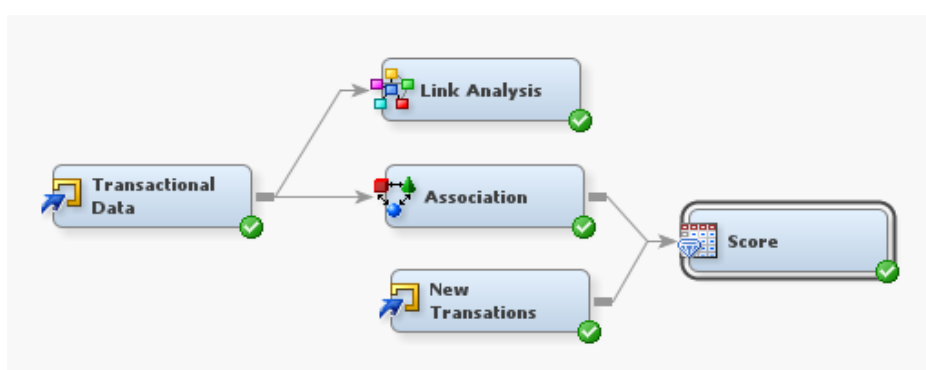 Link Analysis
Transactional
Data
Association
Score
New
Transations